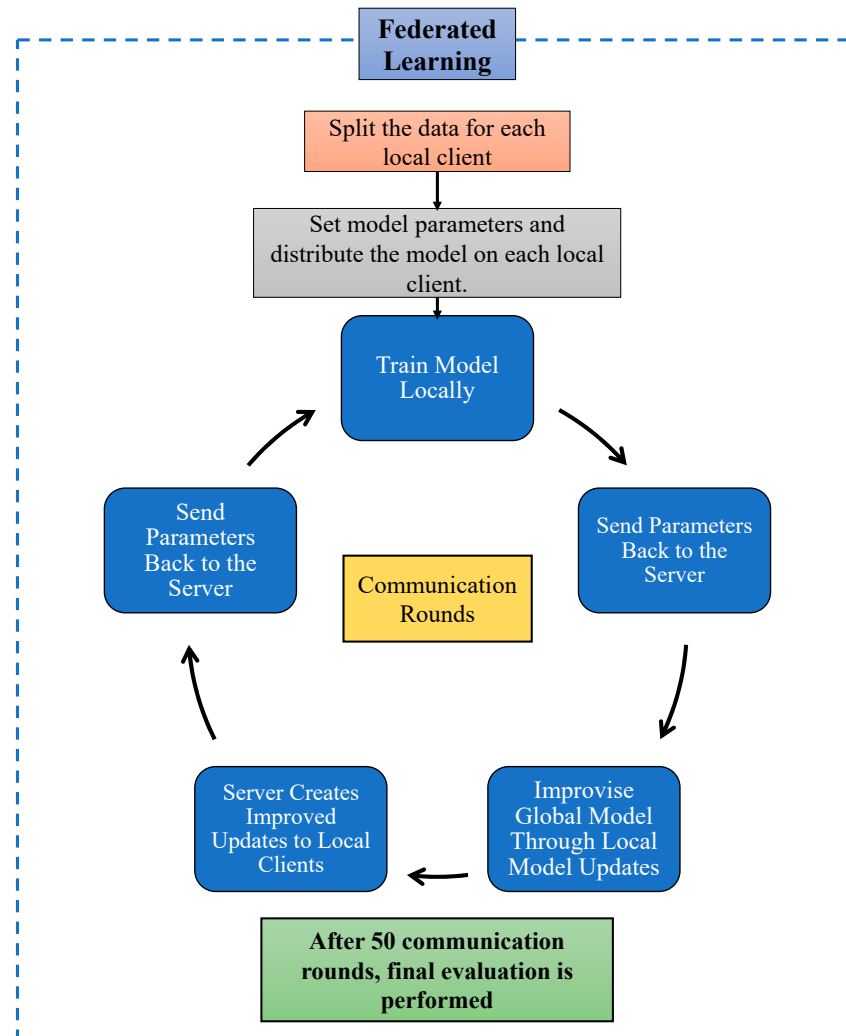 Federated
Learning
Split the data for each
local client
Set model parameters and
distribute the model on each local
client.
Train Model
Locally
Send Parameters
Back to the
Server
Improvise
Global Model
Through Local
Model Updates
Server Creates
Improved
Updates to Local
Clients
Send
Parameters
Back to the
Server
Communication
Rounds
After 50 communication
rounds, final evaluation is
performed